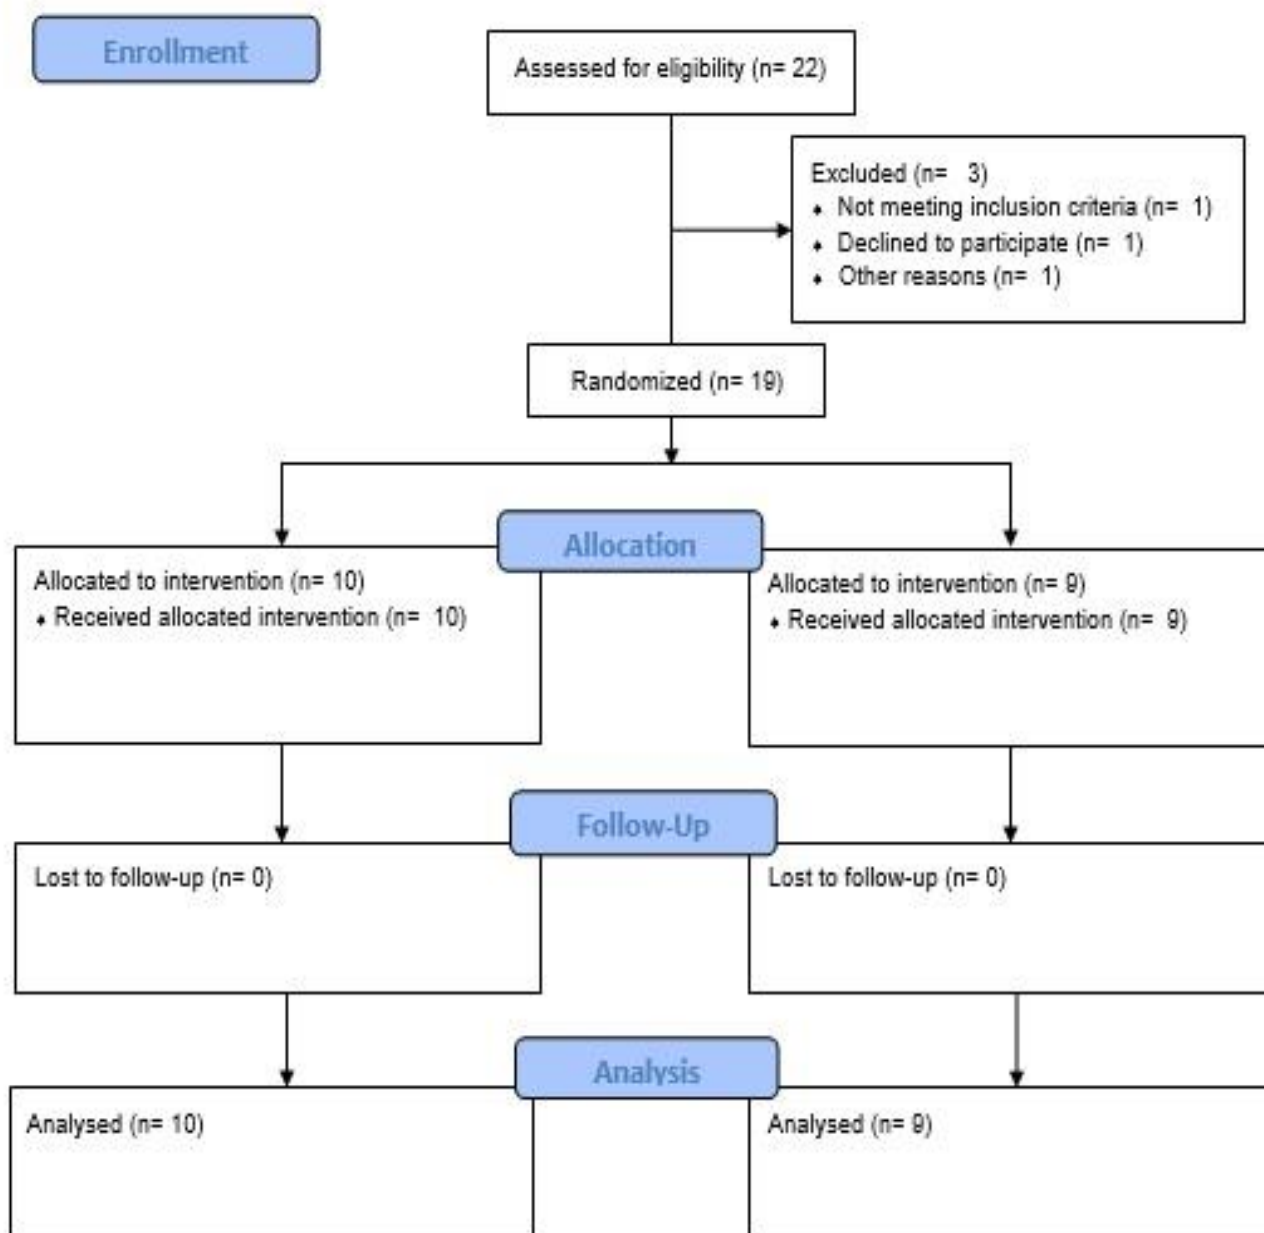 Enrollment
Assessed for eligibility (n= 22)
Excluded (n= 3)
⬧ Not meeting inclusion criteria (n= 1)
⬧ Declined to participate (n= 1)
⬧ Other reasons (n= 1)
Randomized (n= 19)
Allocation
Allocated to intervention (n= 10)
⬧ Received allocated intervention (n= 10)
Allocated to intervention (n= 9)
⬧ Received allocated intervention (n= 9)
Follow-Up
Lost to follow-up (n= 0)
Lost to follow-up (n= 0)
Analysis
Analysed (n= 10)
Analysed (n= 9)